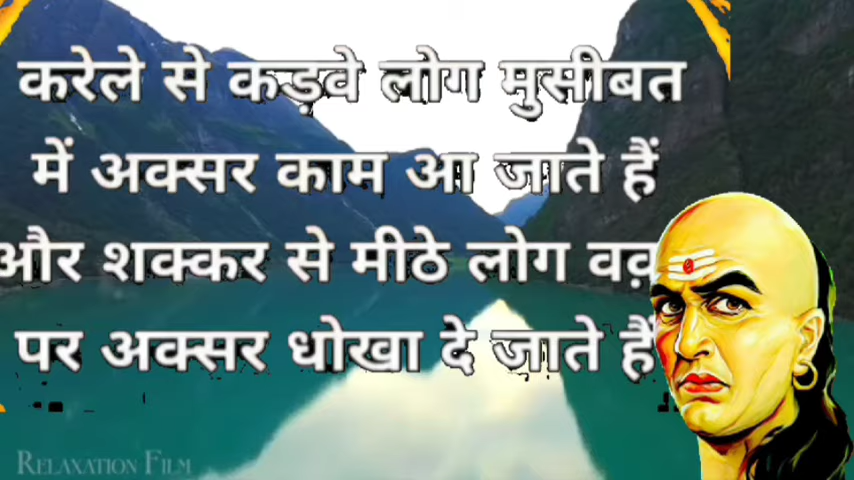 करेले से कड़वे लोग मुसीबत
में अक्सर काम आ जाते हैं
और शक्कर से मीठे लोग
पर अक्सर धोखा दे जाते हैं
RELAXATION FILM